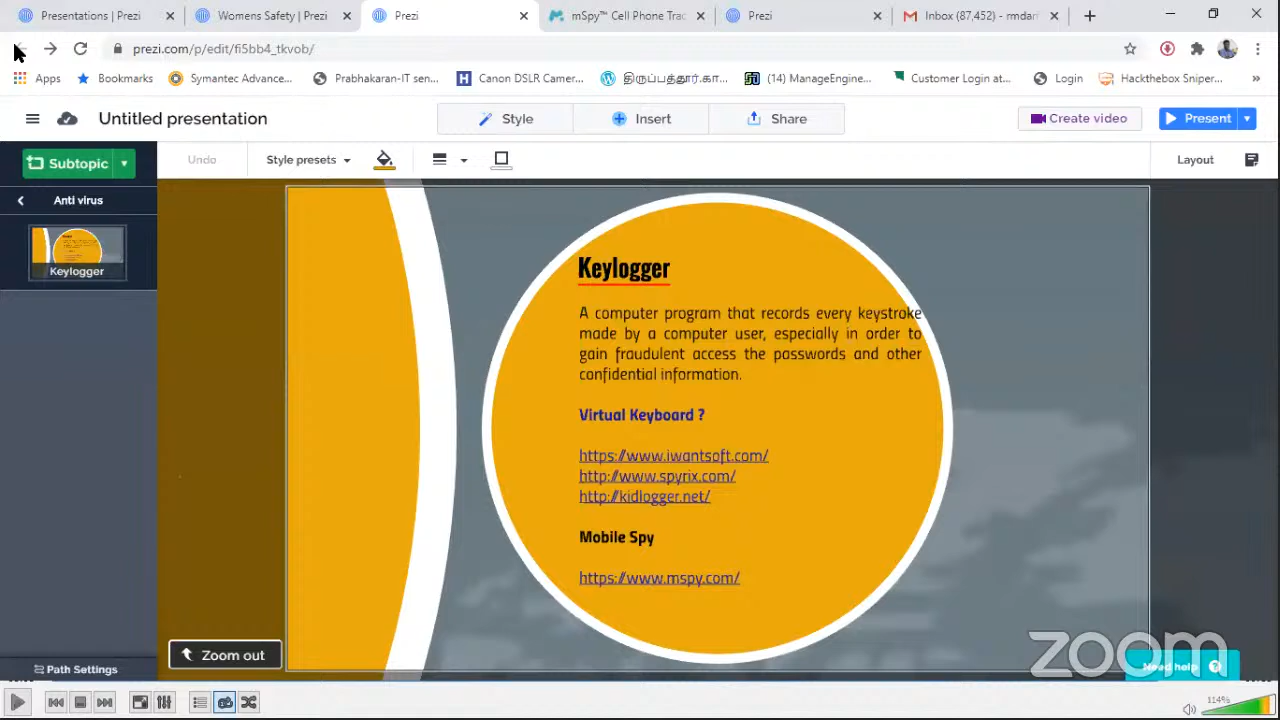 Presentations | Prezi
Womens Safety | Prezi
Prezi
mSpy™ Cell Phone Trac
Prezi
Inbox (87,452) - rmdar
prezi.com/p/edit/fi5bb4_tkvob/
Apps
Bookmarks
Symantec Advance...
Prabhakaran-IT sen...
Canon DSLR Camer...
திருப்பத்தூர்.கா...
(14) ManageEngine...
Customer Login at...
Login
Hackthebox Sniper...
»
Untitled presentation
Style
Insert
Share
Create video
Present
Subtopic
Undo
Style presets
Layout
Anti virus
Keylogger
Keylogger
A computer program that records every keystroke
made by a computer user, especially in order to
gain fraudulent access the passwords and other
confidential information.
Virtual Keyboard ?
https://www.iwantsoft.com/
http://www.spyrix.com/
http://kidlogger.net/
Mobile Spy
https://www.mspy.com/
Zoom out
Path Settings
zoom
Need help ?
114%